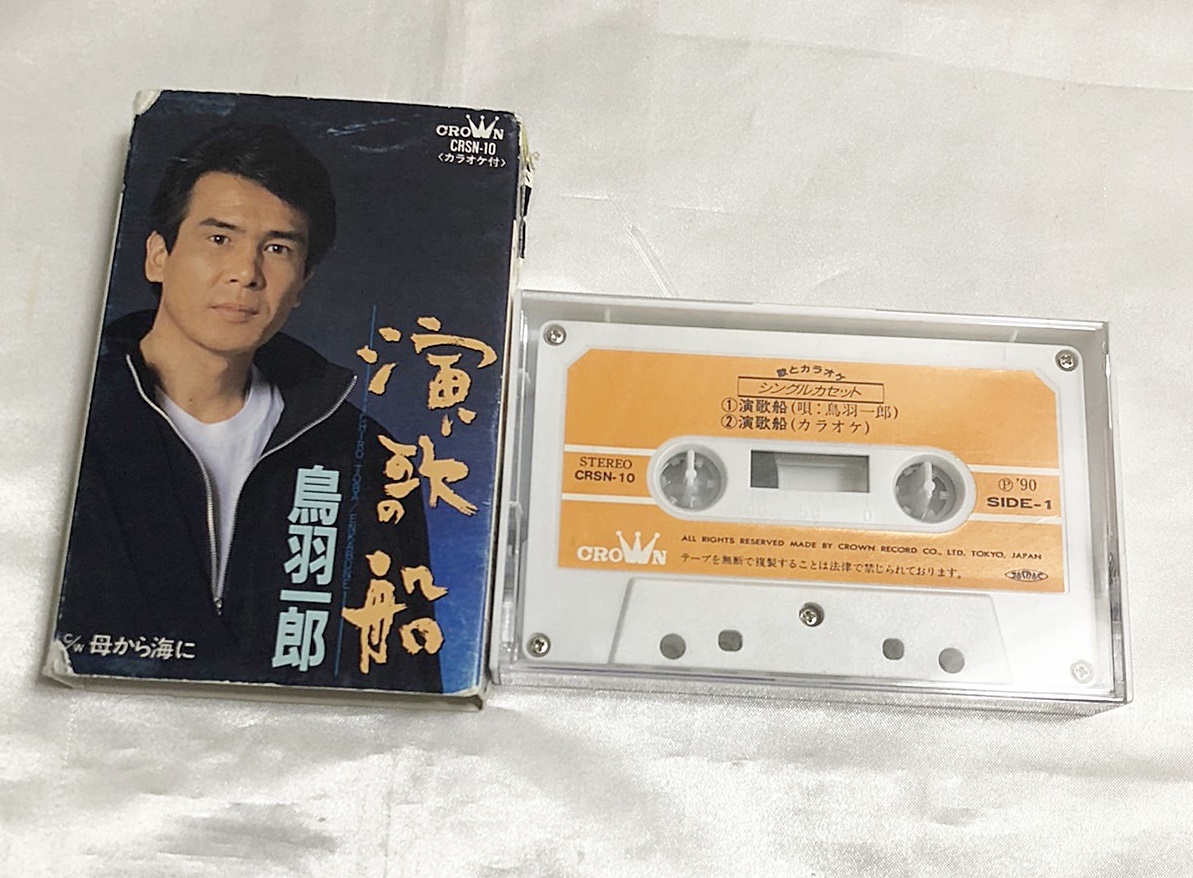 CROWN
CRSN-10
〈カラオケ付〉
演歌の船
ICHIRO TOBA / ENKABUNE
鳥羽一郎
C/W 母から海に
歌とカラオケ
シングルカセット
①演歌船(唄:鳥羽一郎)
②演歌船(カラオケ)
STEREO
CRSN-10
Ⓟ'90
SIDE-1
CROWN
ALL RIGHTS RESERVED MADE BY CROWN RECORD CO., LTD. TOKYO, JAPAN
テープを無断で複製することは法律で禁じられております。
JASRAC